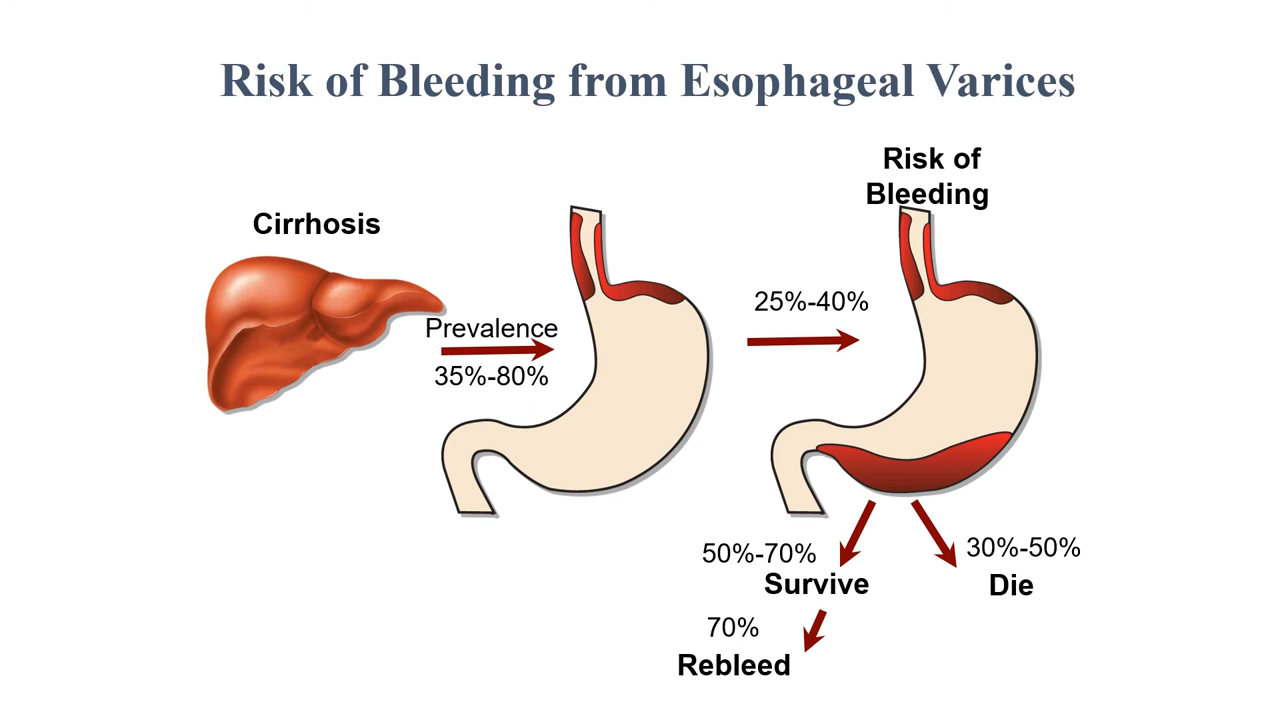 Risk of Bleeding from Esophageal Varices
Cirrhosis
Prevalence
35%-80%
25%-40%
Risk of
Bleeding
50%-70%
Survive
30%-50%
Die
70%
Rebleed